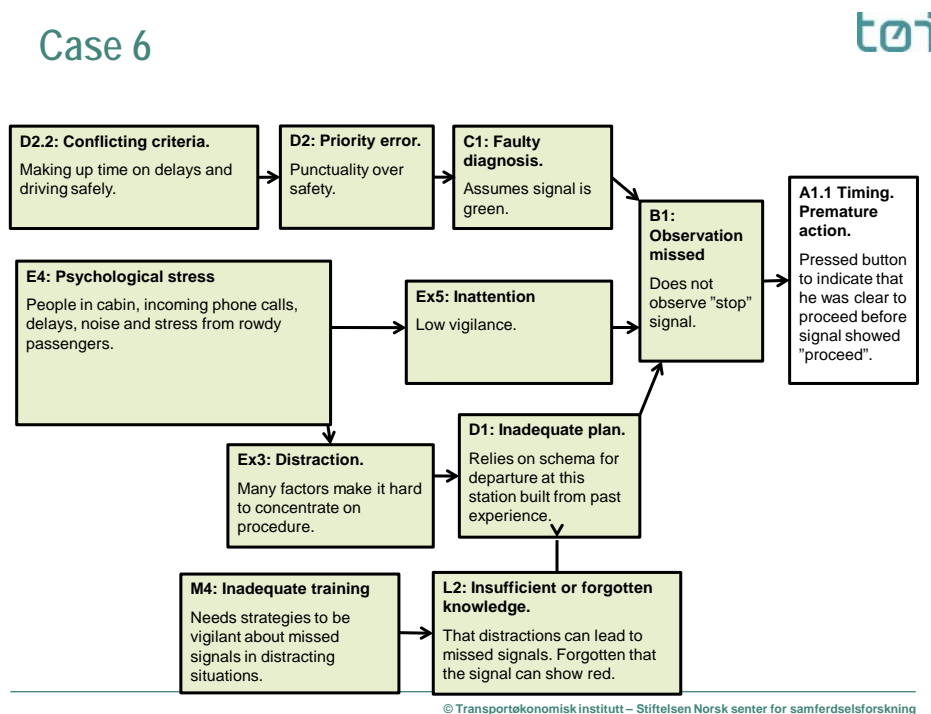 Case 6
tøi
D2.2: Conflicting criteria.
Making up time on delays and
driving safely.
D2: Priority error.
Punctuality over
safety.
C1: Faulty
diagnosis.
Assumes signal is
green.
B1:
Observation
missed
Does not
observe ”stop”
signal.
A1.1 Timing.
Premature
action.
Pressed button
to indicate that
he was clear to
proceed before
signal showed
”proceed”.
E4: Psychological stress
People in cabin, incoming phone calls,
delays, noise and stress from rowdy
passengers.
Ex5: Inattention
Low vigilance.
Ex3: Distraction.
Many factors make it hard
to concentrate on
procedure.
D1: Inadequate plan.
Relies on schema for
departure at this
station built from past
experience.
M4: Inadequate training
Needs strategies to be
vigilant about missed
signals in distracting
situations.
L2: Insufficient or forgotten
knowledge.
That distractions can lead to
missed signals. Forgotten that
the signal can show red.
© Transportøkonomisk institutt – Stiftelsen Norsk senter for samferdselsforskning